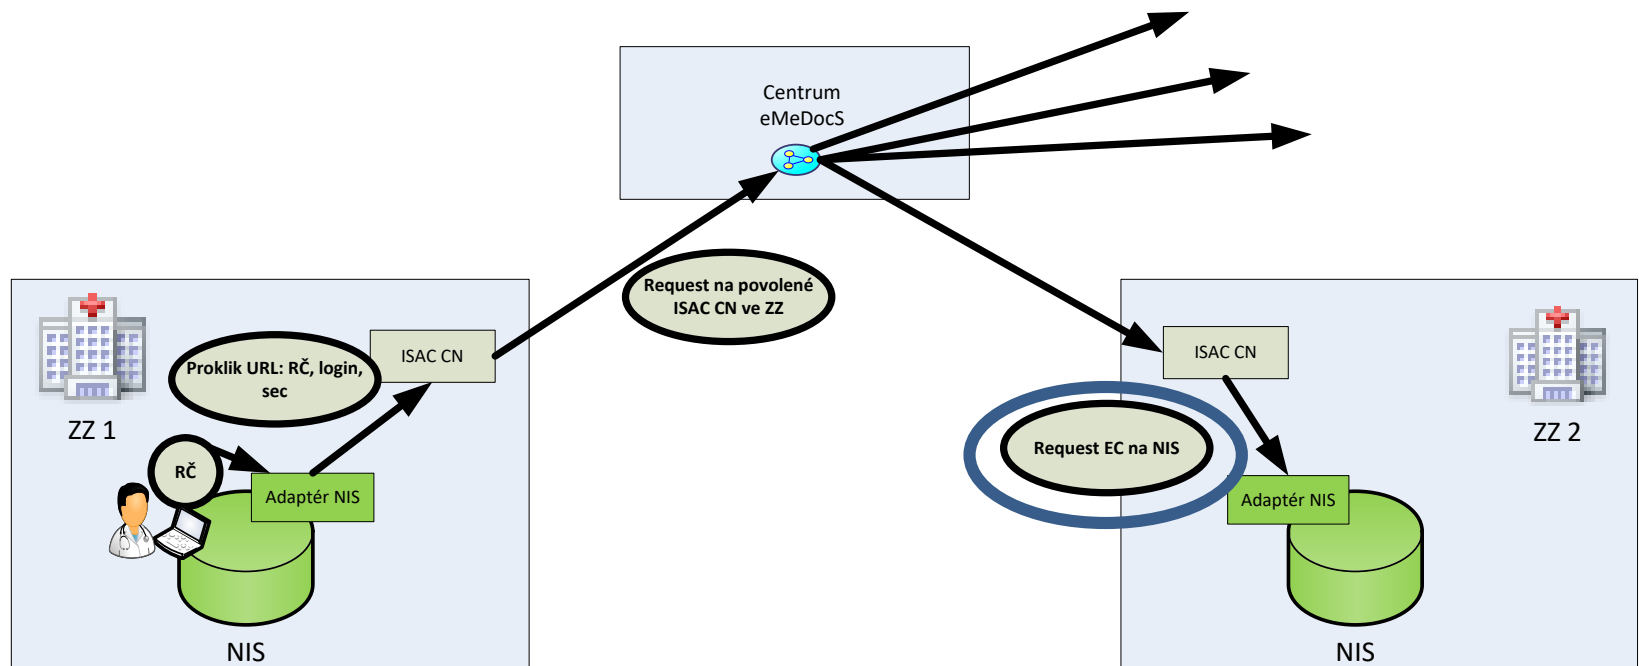 Centrum
eMeDocS
Request na povolené
ISAC CN ve ZZ
ISAC CN
Proklik URL: RČ, login,
sec
ZZ 1
RČ
Adaptér NIS
NIS
ISAC CN
ZZ 2
Request EC na NIS
Adaptér NIS
NIS